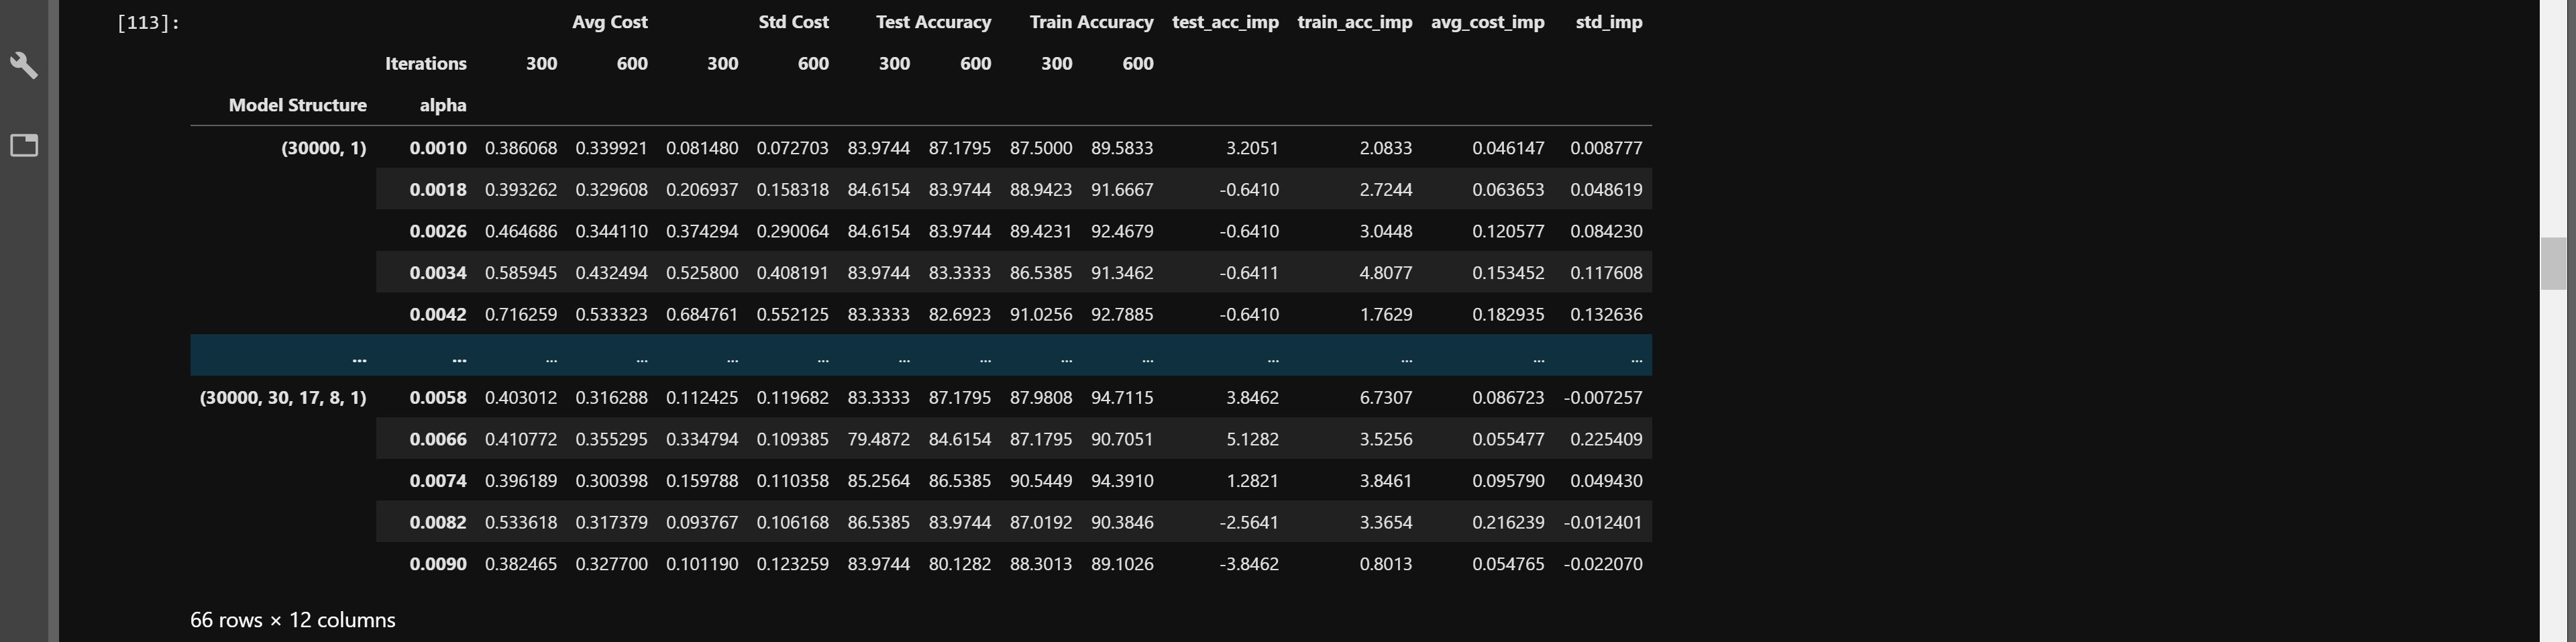 [113]: Avg Cost Std Cost Test Accuracy Train Accuracy test_acc_imp train_acc_imp avg_cost_imp std_imp
Iterations 300 600 300 600 300 600 300 600
Model Structure alpha
(30000, 1) 0.0010 0.386068 0.339921 0.081480 0.072703 83.9744 87.1795 87.5000 89.5833 3.2051 2.0833 0.046147 0.008777
0.0018 0.393262 0.329608 0.206937 0.158318 84.6154 83.9744 88.9423 91.6667 -0.6410 2.7244 0.063653 0.048619
0.0026 0.464686 0.344110 0.374294 0.290064 84.6154 83.9744 89.4231 92.4679 -0.6410 3.0448 0.120577 0.084230
0.0034 0.585945 0.432494 0.525800 0.408191 83.9744 83.3333 86.5385 91.3462 -0.6411 4.8077 0.153452 0.117608
0.0042 0.716259 0.533323 0.684761 0.552125 83.3333 82.6923 91.0256 92.7885 -0.6410 1.7629 0.182935 0.132636
... ... ... ... ... ... ... ... ... ... ... ... ... ...
(30000, 30, 17, 8, 1) 0.0058 0.403012 0.316288 0.112425 0.119682 83.3333 87.1795 87.9808 94.7115 3.8462 6.7307 0.086723 -0.007257
0.0066 0.410772 0.355295 0.334794 0.109385 79.4872 84.6154 87.1795 90.7051 5.1282 3.5256 0.055477 0.225409
0.0074 0.396189 0.300398 0.159788 0.110358 85.2564 86.5385 90.5449 94.3910 1.2821 3.8461 0.095790 0.049430
0.0082 0.533618 0.317379 0.093767 0.106168 86.5385 83.9744 87.0192 90.3846 -2.5641 3.3654 0.216239 -0.012401
0.0090 0.382465 0.327700 0.101190 0.123259 83.9744 80.1282 88.3013 89.1026 -3.8462 0.8013 0.054765 -0.022070
66 rows × 12 columns